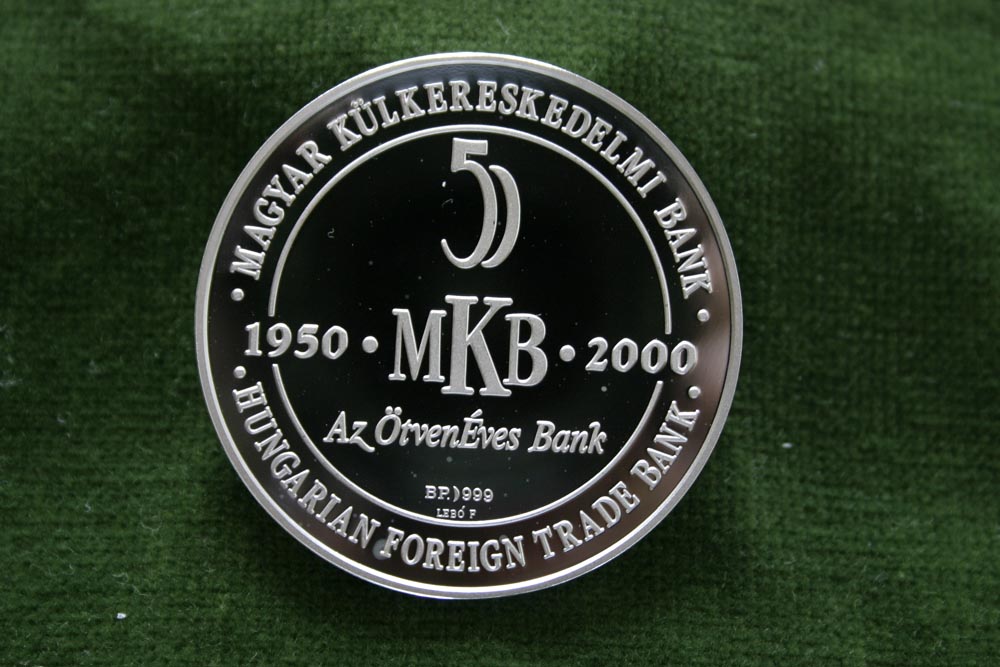 MAGYAR KÜLKERESKEDELMI BANK
50
1950 · MKB · 2000
Az ÖtvenÉves Bank
BP.)999
LEBÓ F
HUNGARIAN FOREIGN TRADE BANK